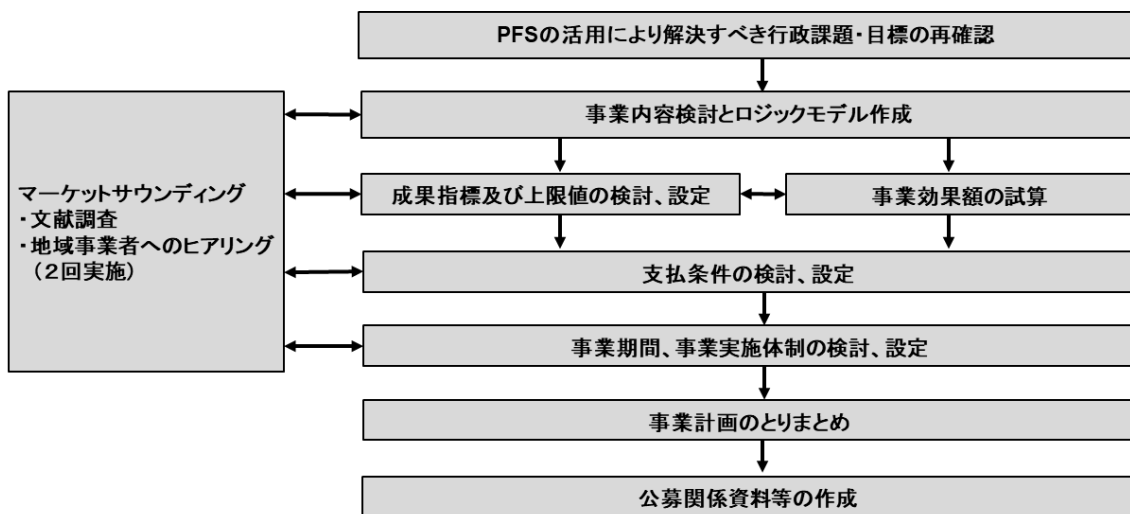 PFSの活用により解決すべき行政課題・目標の再確認
事業内容検討とロジックモデル作成
マーケットサウンディング
・文献調査
・地域事業者へのヒアリング
（２回実施）
成果指標及び上限値の検討、設定
事業効果額の試算
支払条件の検討、設定
事業期間、事業実施体制の検討、設定
事業計画のとりまとめ
公募関係資料等の作成